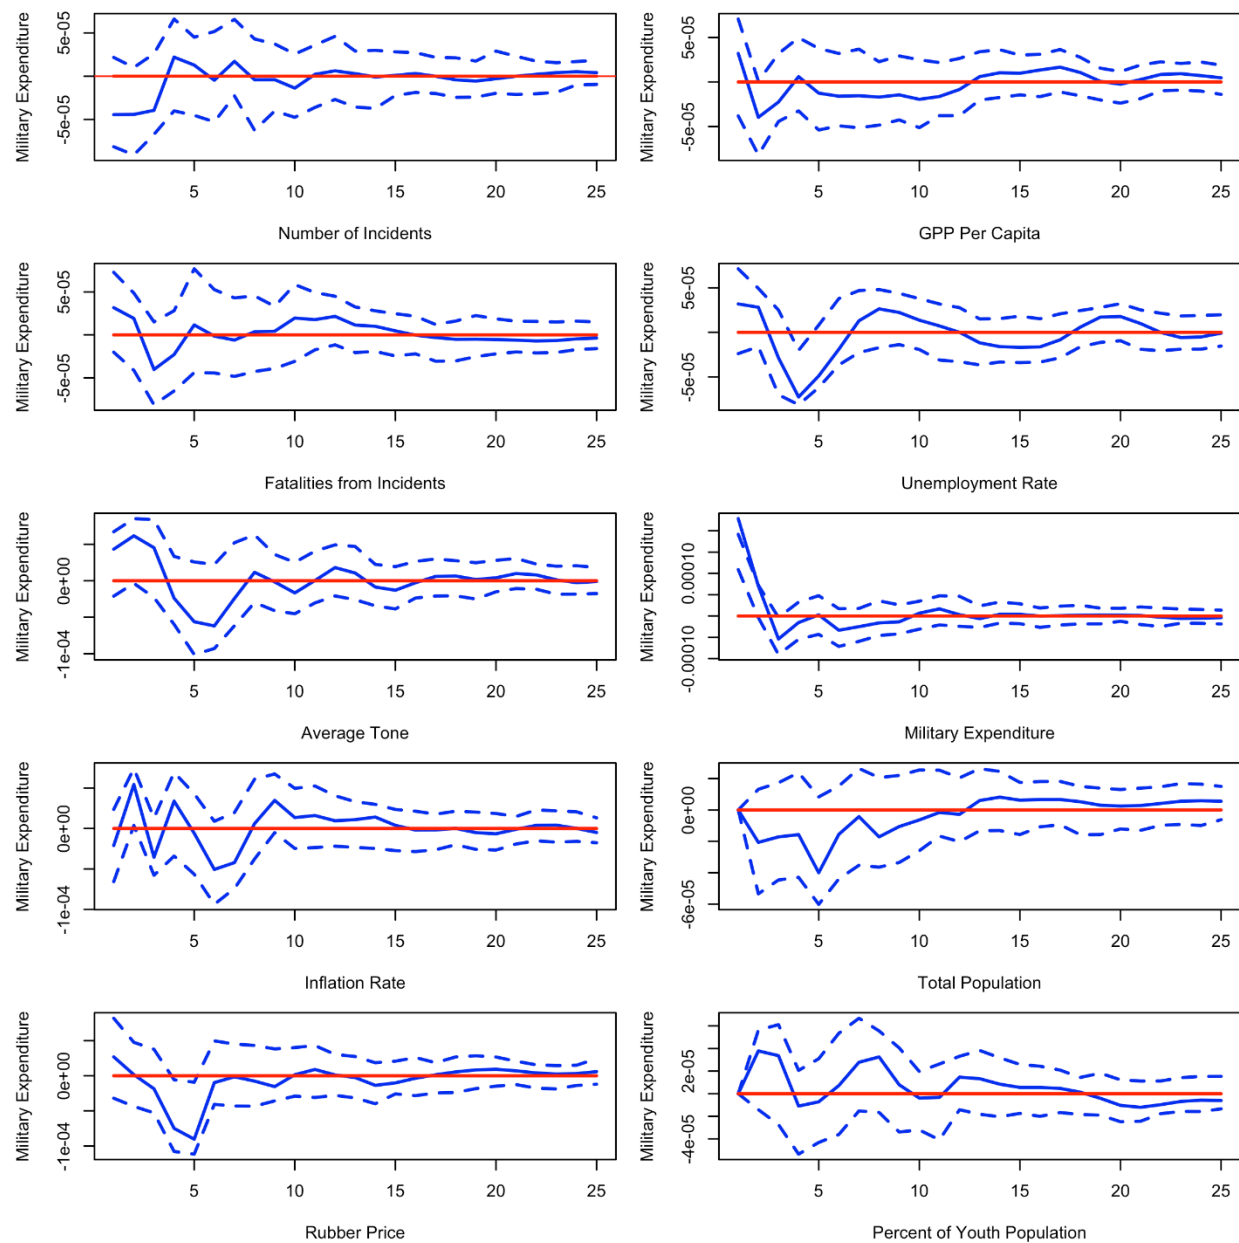 Military Expenditure
5e-05
-5e-05
5 10 15 20 25
Number of Incidents
Military Expenditure
5e-05
-5e-05
5 10 15 20 25
GPP Per Capita
Military Expenditure
5e-05
-5e-05
5 10 15 20 25
Fatalities from Incidents
Military Expenditure
5e-05
-5e-05
5 10 15 20 25
Unemployment Rate
Military Expenditure
0e+00
-1e-04
5 10 15 20 25
Average Tone
Military Expenditure
0.00010
-0.00010
5 10 15 20 25
Military Expenditure
Military Expenditure
0e+00
-1e-04
5 10 15 20 25
Inflation Rate
Military Expenditure
0e+00
-6e-05
5 10 15 20 25
Total Population
Military Expenditure
0e+00
-1e-04
5 10 15 20 25
Rubber Price
Military Expenditure
2e-05
-4e-05
5 10 15 20 25
Percent of Youth Population